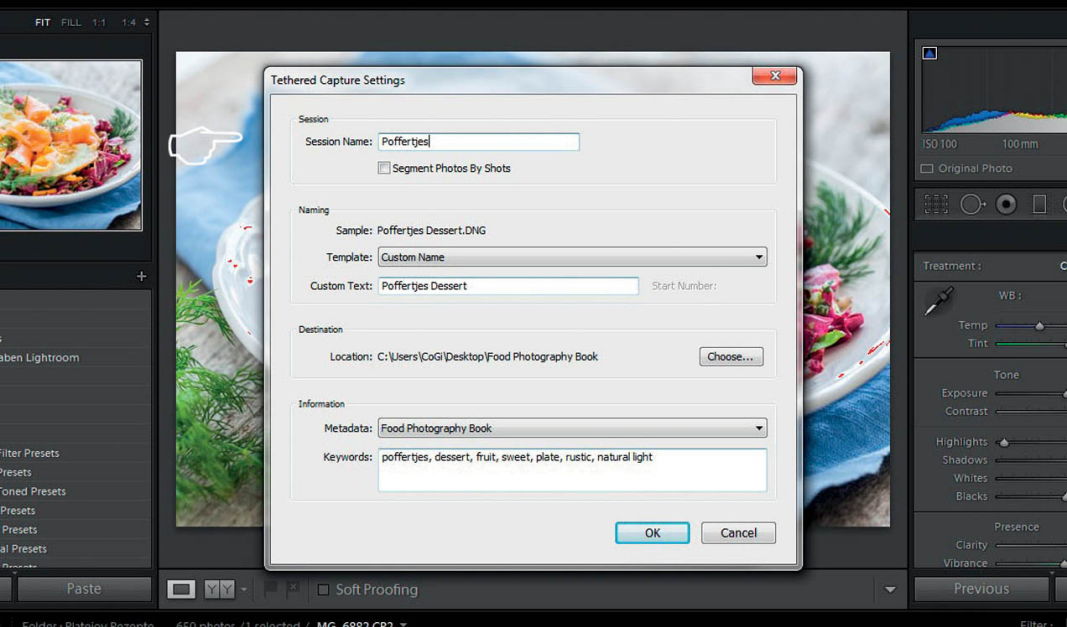 FIT FILL 1:1 1:4
Tethered Capture Settings
Session
Session Name: Poffertjes
Segment Photos By Shots
Naming
Sample: Poffertjes Dessert.DNG
Template: Custom Name
Custom Text: Poffertjes Dessert Start Number:
Destination
Location: C:\Users\CoGi\Desktop\Food Photography Book Choose...
Information
Metadata: Food Photography Book
Keywords: poffertjes, dessert, fruit, sweet, plate, rustic, natural light
OK Cancel
aben Lightroom
Filter Presets
Presets
Toned Presets
Presets
Presets
al Presets
Presets
Paste
YY
Soft Proofing
ISO 100 100 mm
Original Photo
Treatment : C
WB :
Temp
Tint
Tone
Exposure
Contrast
Highlights
Shadows
Whites
Blacks
Presence
Clarity
Vibrance
Previous
650 photos / 1 selected / MG_6882.CR2
Filter :